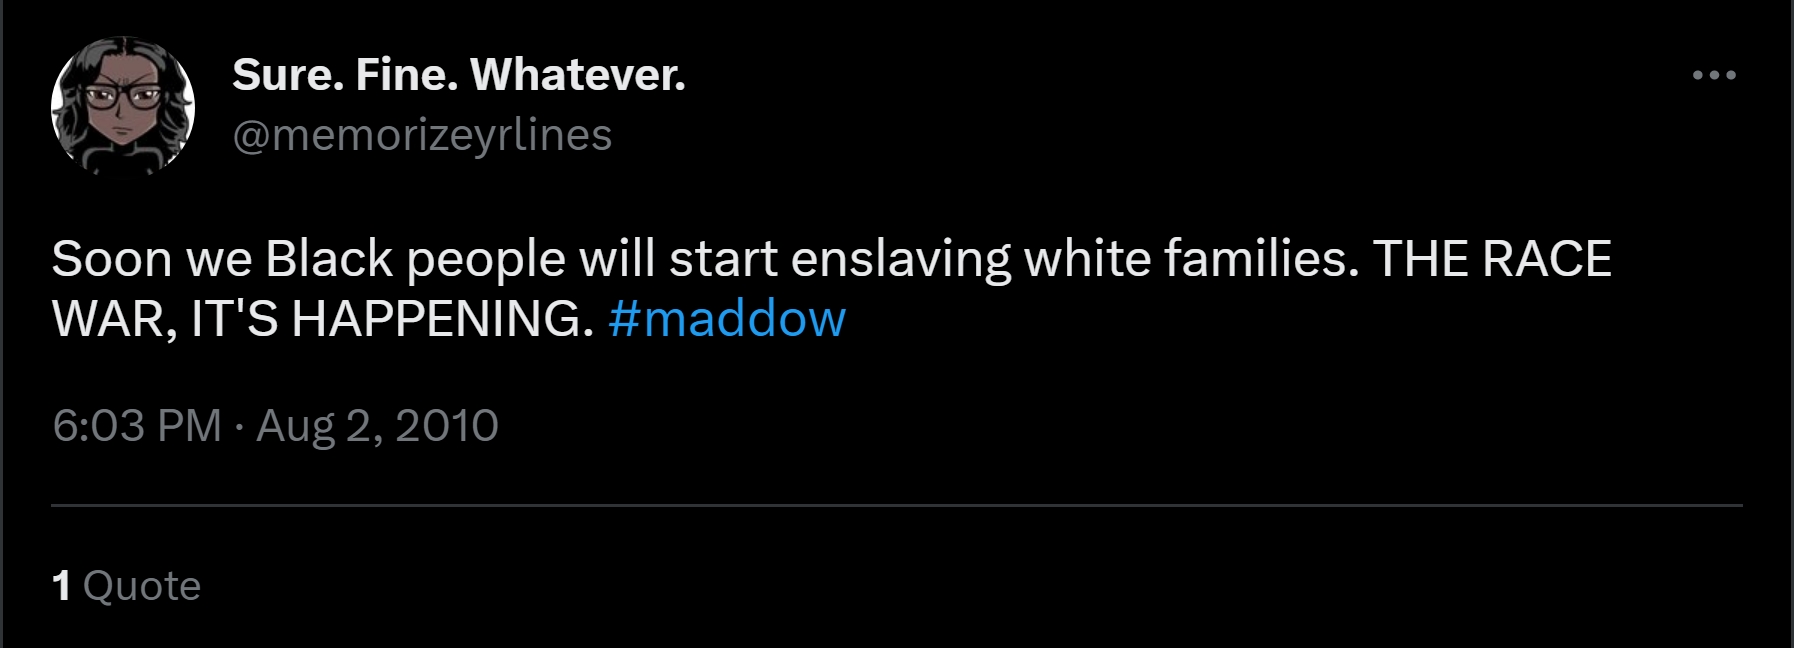 Sure. Fine. Whatever.
@memorizeyrlines
Soon we Black people will start enslaving white families. THE RACE
WAR, IT'S HAPPENING. #maddow
6:03 PM · Aug 2, 2010
1 Quote